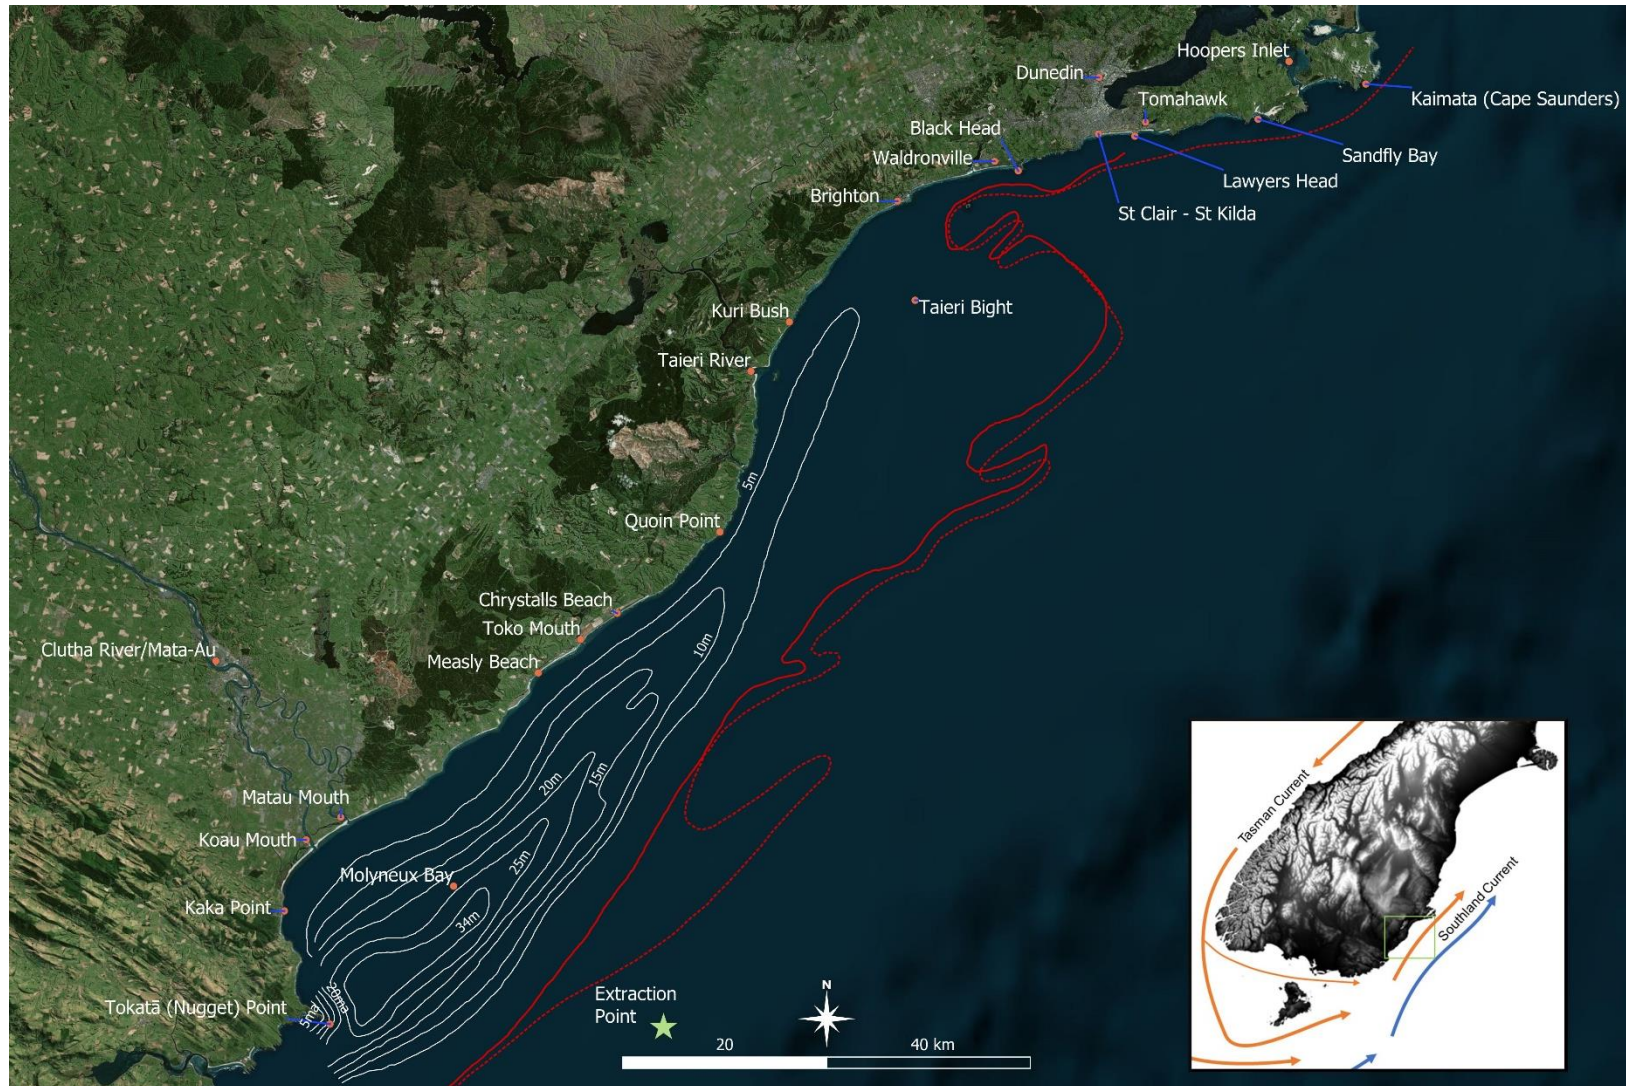 Hoopers Inlet
Dunedin
Kaimata (Cape Saunders)
Tomahawk
Black Head
Waldronville
Sandfly Bay
Lawyers Head
Brighton
St Clair - St Kilda
Taieri Bight
Kuri Bush
Taieri River
5m
Quoin Point
Chrystalls Beach
Toko Mouth
10m
Clutha River/Mata-Au
Measly Beach
20m
15m
Matau Mouth
Koau Mouth
25m
Molyneux Bay
Kaka Point
34m
Tokatā (Nugget) Point
5ma
20ma
Extraction
Point
N
20
40 km
Tasman Current
Southland Current